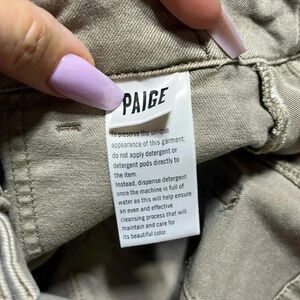 PAIGE
To preserve the unique
appearance of this garment,
do not apply detergent or
detergent pods directly to
the item.
Instead, dispense detergent
once the machine is full of
water as this will help ensure
an even and effective
cleansing process that will
maintain and care for
its beautiful color.